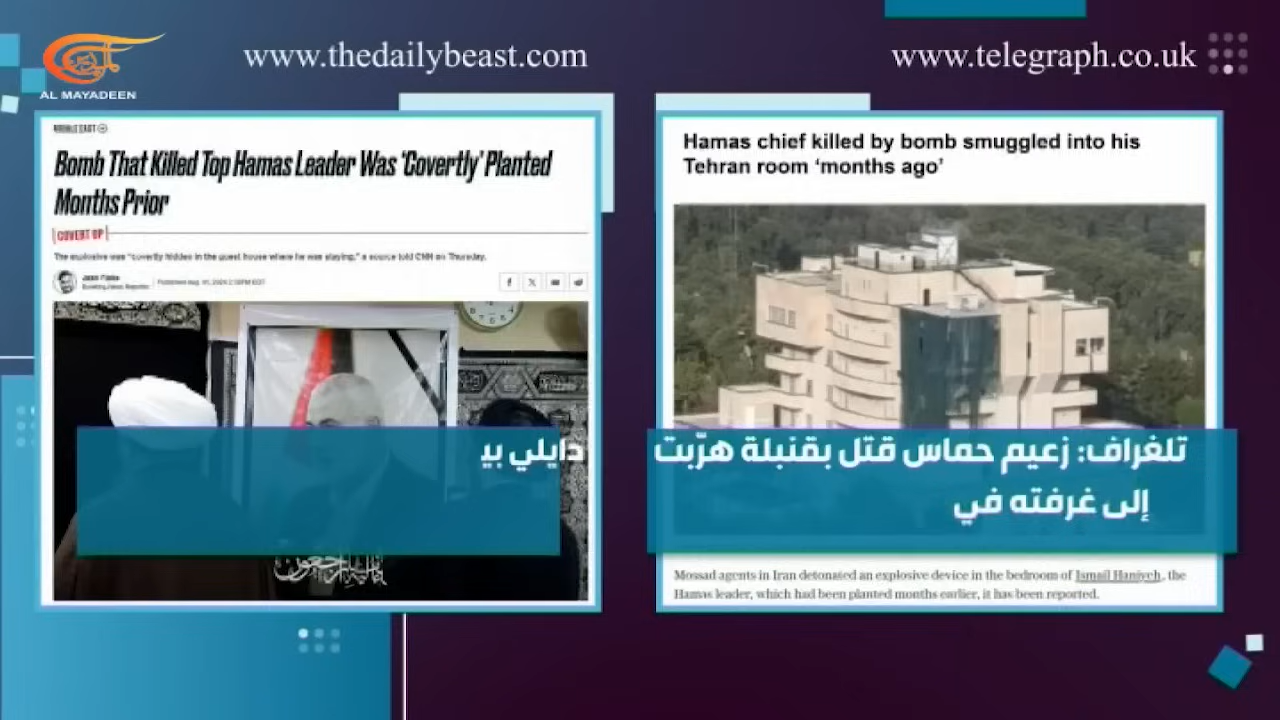 AL MAYADEEN
www.thedailybeast.com
www.telegraph.co.uk
MIDDLE EAST
Bomb That Killed Top Hamas Leader Was ‘Covertly’ Planted
Months Prior
COVERT OP
The explosive was “covertly hidden in the guest house where he was staying,” a source told CNN on Thursday.
دايلي بي
Hamas chief killed by bomb smuggled into his
Tehran room ‘months ago’
تلغراف: زعيم حماس قتل بقنبلة هرّبت
إلى غرفته في
Mossad agents in Iran detonated an explosive device in the bedroom of Ismail Haniyeh, the
Hamas leader, which had been planted months earlier, it has been reported.